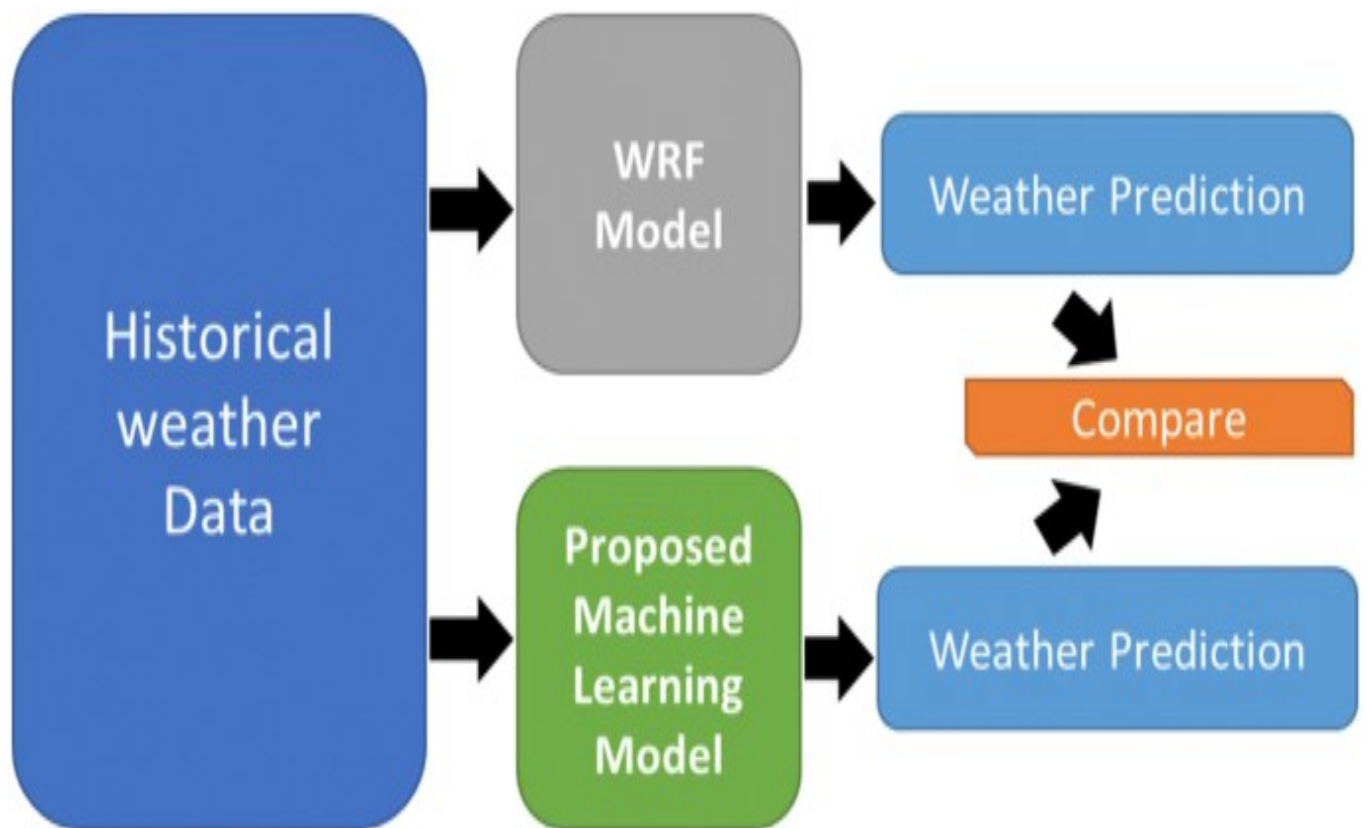 Historical
weather
Data
WRF
Model
Weather Prediction
Compare
Proposed
Machine
Learning
Model
Weather Prediction